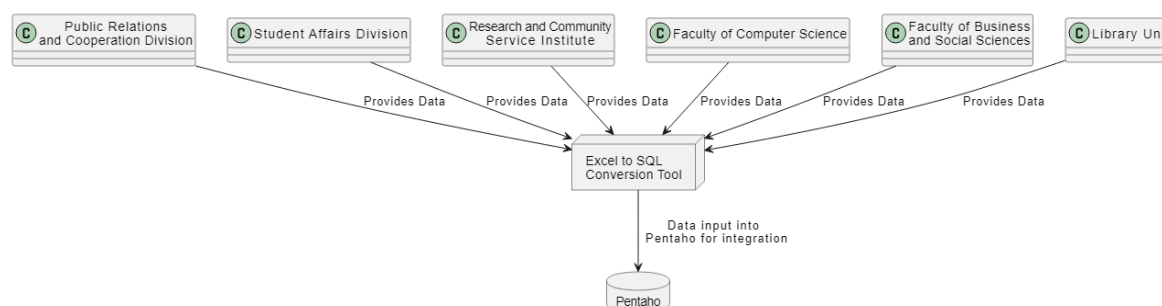 C
Public Relations
and Cooperation Division
C
Student Affairs Division
C
Research and Community
Service Institute
C
Faculty of Computer Science
C
Faculty of Business
and Social Sciences
C
Library Uni
Provides Data
Provides Data
Provides Data
Provides Data
Provides Data
Provides Data
Excel to SQL
Conversion Tool
Data input into
Pentaho for integration
Pentaho